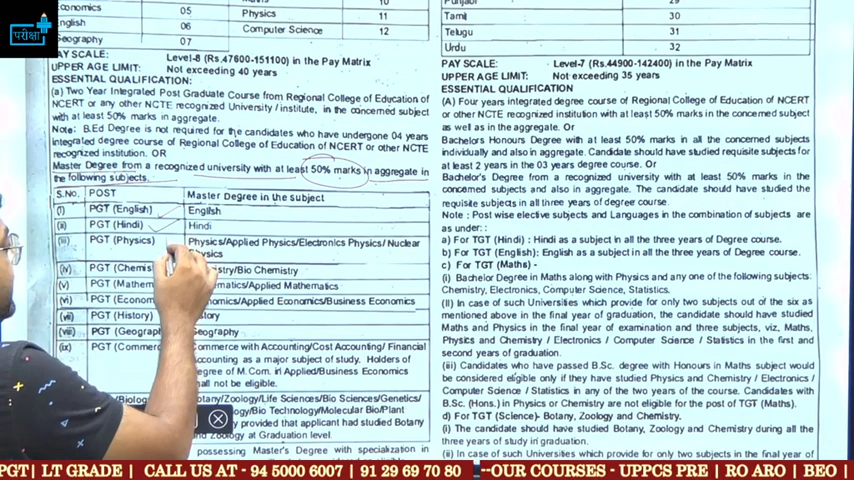 परीक्षा
Economics 05
English 06
Geography 07
10
Physics 11
Computer Science 12
PAY SCALE: Level-8 (Rs.47600-151100) in the Pay Matrix
UPPER AGE LIMIT: Not exceeding 40 years
ESSENTIAL QUALIFICATION:
(a) Two Year Integrated Post Graduate Course from Regional College of Education of
NCERT or any other NCTE recognized University / institute, in the concerned subject
with at least 50% marks in aggregate.
Note: B.Ed Degree is not required for the candidates who have undergone 04 years
integrated degree course of Regional College of Education of NCERT or other NCTE
recognized institution. OR
Master Degree from a recognized university with at least 50% marks in aggregate in
the following subjects.
S.No. POST Master Degree in the subject
(i) PGT (English) English
(ii) PGT (Hindi) Hindi
(iii) PGT (Physics) Physics/Applied Physics/Electronics Physics/ Nuclear
Physics
(iv) PGT (Chemis istry/Bio Chemistry
(v) PGT (Mathem matics/Applied Mathematics
(vi) PGT (Econom nomics/Applied Economics/Business Economics
(vii) PGT (History) story
(viii) PGT (Geograph Geography
(ix) PGT (Commerc Commerce with Accounting/Cost Accounting/ Financial
Accounting as a major subject of study. Holders of
Degree of M.Com. in Applied/Business Economics
shall not be eligible.
otany/Zoology/Life Sciences/Bio Sciences/Genetics/
logy/Bio Technology/Molecular Bio/Plant
y provided that applicant had studied Botany
and Zoology at Graduation level
possessing Master's Degree with specialization in
Punjabi 29
Tamil 30
Telugu 31
Urdu 32
PAY SCALE: Level-7 (Rs.44900-142400) in the Pay Matrix
UPPER AGE LIMIT: Not exceeding 35 years
ESSENTIAL QUALIFICATION:
(A) Four years integrated degree course of Regional College of Education of NCERT
or other NCTE recognized institution with at least 50% marks in the concerned subject
as well as in the aggregate. Or
Bachelors Honours Degree with at least 50% marks in all the concerned subjects
individually and also in aggregate. Candidate should have studied requisite subjects for
at least 2 years in the 03 years degree course. Or
Bachelor's Degree from a recognized university with at least 50% marks in the
concerned subjects and also in aggregate. The candidate should have studied the
requisite subjects in all three years of degree course.
Note : Post wise elective subjects and Languages in the combination of subjects are
as under:
a) For TGT (Hindi) : Hindi as a subject in all the three years of Degree course.
b) For TGT (English): English as a subject in all the three years of Degree course.
c) For TGT (Maths) -
(i) Bachelor Degree in Maths along with Physics and any one of the following subjects:
Chemistry, Electronics, Computer Science, Statistics.
(II) In case of such Universities which provide for only two subjects out of the six as
mentioned above in the final year of graduation, the candidate should have studied
Maths and Physics in the final year of examination and three subjects, viz, Maths,
Physics and Chemistry / Electronics / Computer Science / Statistics in the first and
second years of graduation.
(iii) Candidates who have passed B.Sc. degree with Honours in Maths subject would
be considered eligible only if they have studied Physics and Chemistry / Electronics /
Computer Science / Statistics in any of the two years of the course. Candidates with
B.SC. (Hons.) in Physics or Chemistry are not eligible for the post of TGT (Maths).
d) For TGT (Science)- Botany, Zoology and Chemistry.
(i) The candidate should have studied Botany, Zoology and Chemistry during all the
three years of study in graduation.
(ii) In case of such Universities which provide for only two subjects in the final year of
PGT| LT GRADE | CALL US AT - 94 5000 6007 | 91 29 69 70 80 --OUR COURSES - UPPCS PRE | RO ARO | BEO |